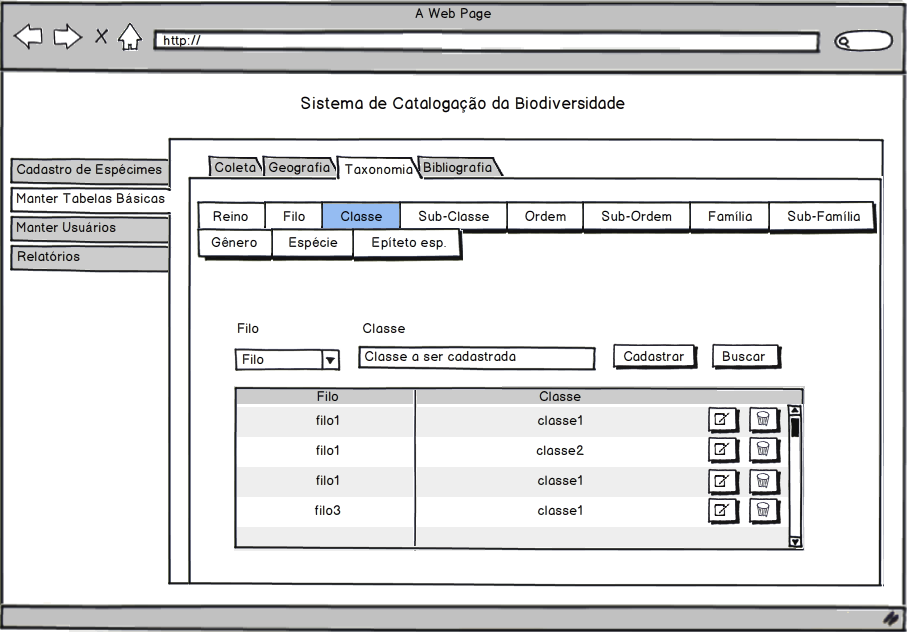 A Web Page
http://
Sistema de Catalogação da Biodiversidade
Cadastro de Espécimes
Manter Tabelas Básicas
Manter Usuários
Relatórios
Coleta Geografia Taxonomia Bibliografia
Reino Filo Classe Sub-Classe Ordem Sub-Ordem Família Sub-Família
Gênero Espécie Epíteto esp.
Filo Classe
Filo Classe a ser cadastrada Cadastrar Buscar
Filo Classe
filo1 classe1
filo1 classe2
filo1 classe1
filo3 classe1